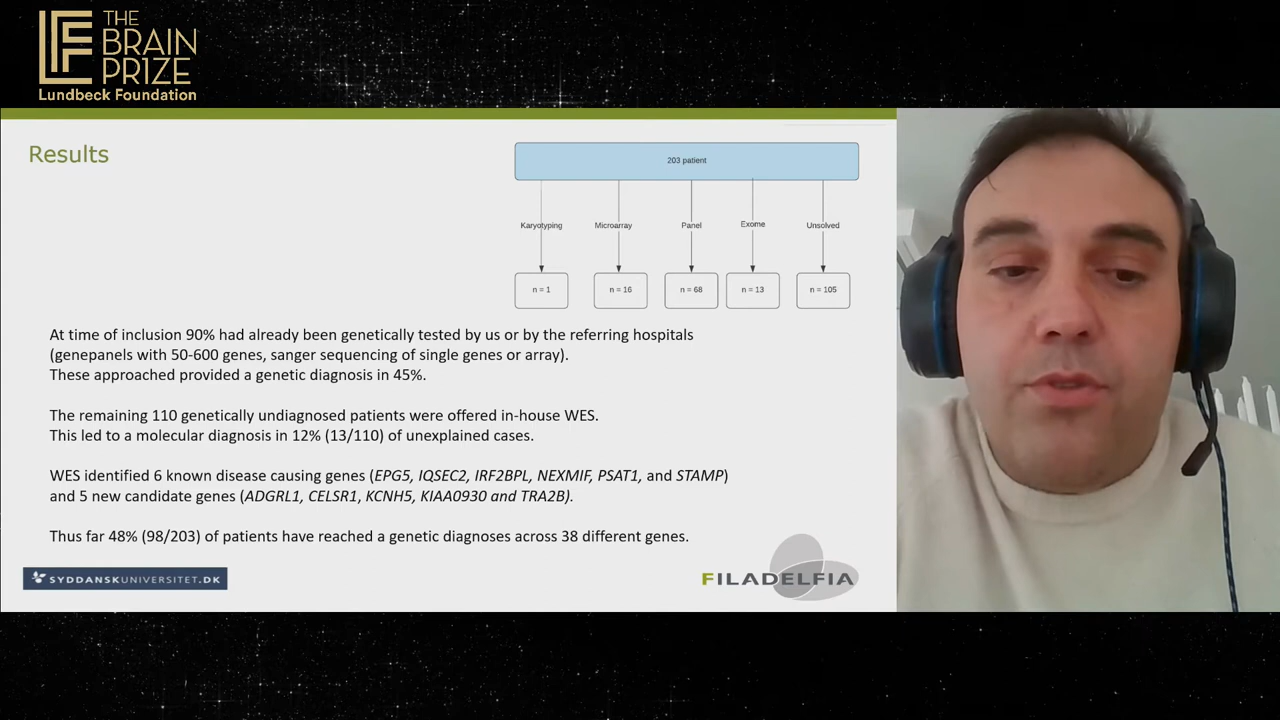 THE
BRAIN
PRIZE
Lundbeck Foundation
Results
203 patient
Karyotyping
Microarray
Panel
Exome
Unsolved
n = 1
n = 16
n = 68
n = 13
n = 105
At time of inclusion 90% had already been genetically tested by us or by the referring hospitals
(genepanels with 50-600 genes, sanger sequencing of single genes or array).
These approached provided a genetic diagnosis in 45%.
The remaining 110 genetically undiagnosed patients were offered in-house WES.
This led to a molecular diagnosis in 12% (13/110) of unexplained cases.
WES identified 6 known disease causing genes (EPG5, IQSEC2, IRF2BPL, NEXMIF, PSAT1, and STAMP)
and 5 new candidate genes (ADGRL1, CELSR1, KCNH5, KIAA0930 and TRA2B).
Thus far 48% (98/203) of patients have reached a genetic diagnoses across 38 different genes.
SYDDANSKUNIVERSITET.DK
FILADELFIA